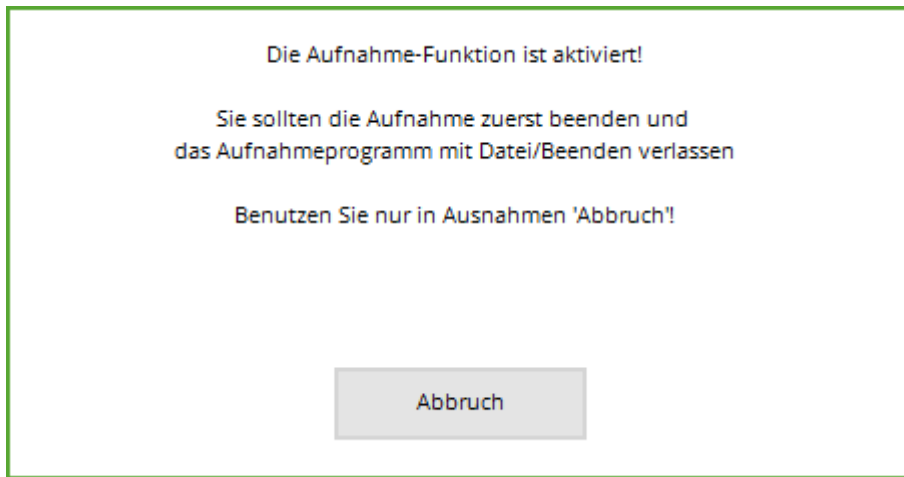 Die Aufnahme-Funktion ist aktiviert!
Sie sollten die Aufnahme zuerst beenden und
das Aufnahmeprogramm mit Datei/Beenden verlassen
Benutzen Sie nur in Ausnahmen 'Abbruch'!
Abbruch